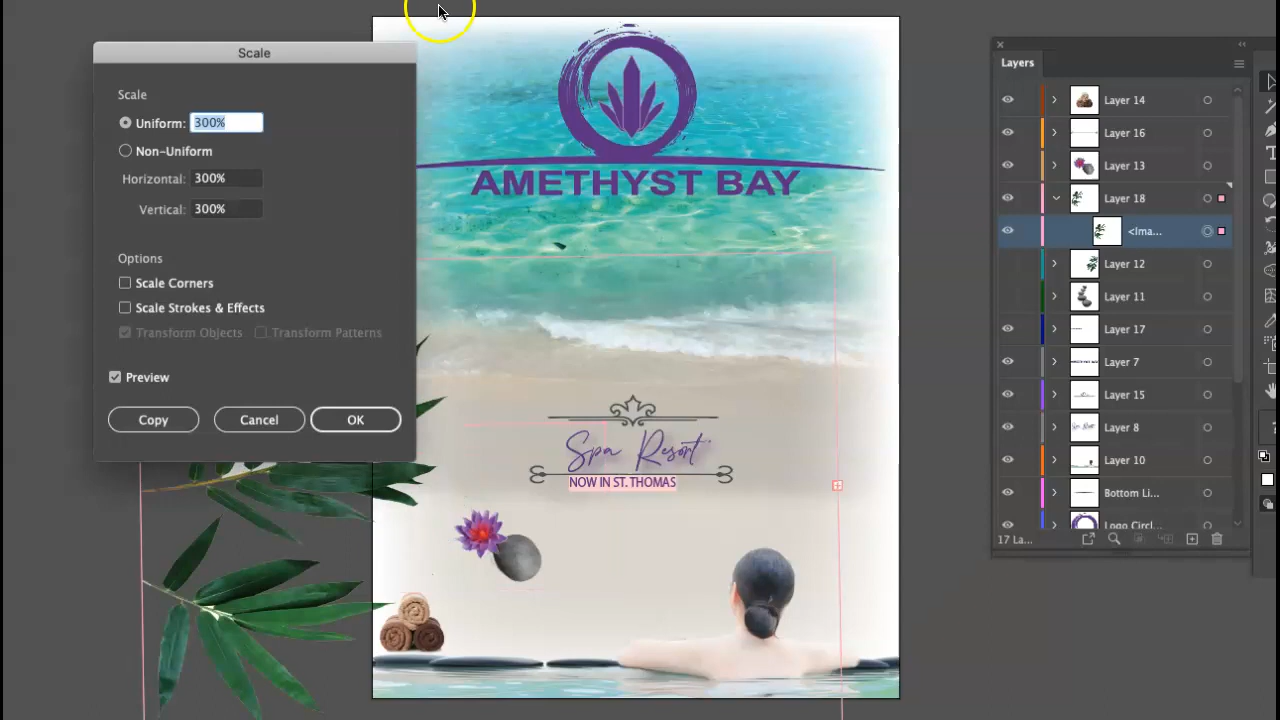 Scale
Scale
Uniform: 300%
Non-Uniform
Horizontal: 300%
Vertical: 300%
Options
Scale Corners
Scale Strokes & Effects
Transform Objects Transform Patterns
Preview
Copy Cancel OK
AMETHYST BAY
Spa Resort
NOW IN ST. THOMAS
Layers
Layer 14
Layer 16
Layer 13
Layer 18
<Ima...
Layer 12
Layer 11
Layer 17
Layer 7
Layer 15
Layer 8
Layer 10
Bottom Li...
Logo Circl...
17 La...